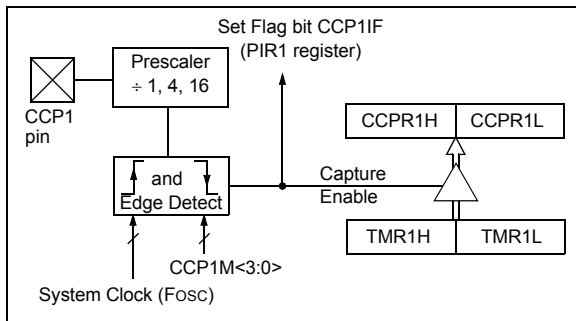 Set Flag bit CCP1IF
(PIR1 register)
Prescaler
÷ 1, 4, 16
CCP1
pin
CCPR1H
CCPR1L
and
Edge Detect
Capture
Enable
TMR1H
TMR1L
CCP1M<3:0>
System Clock (FOSC)